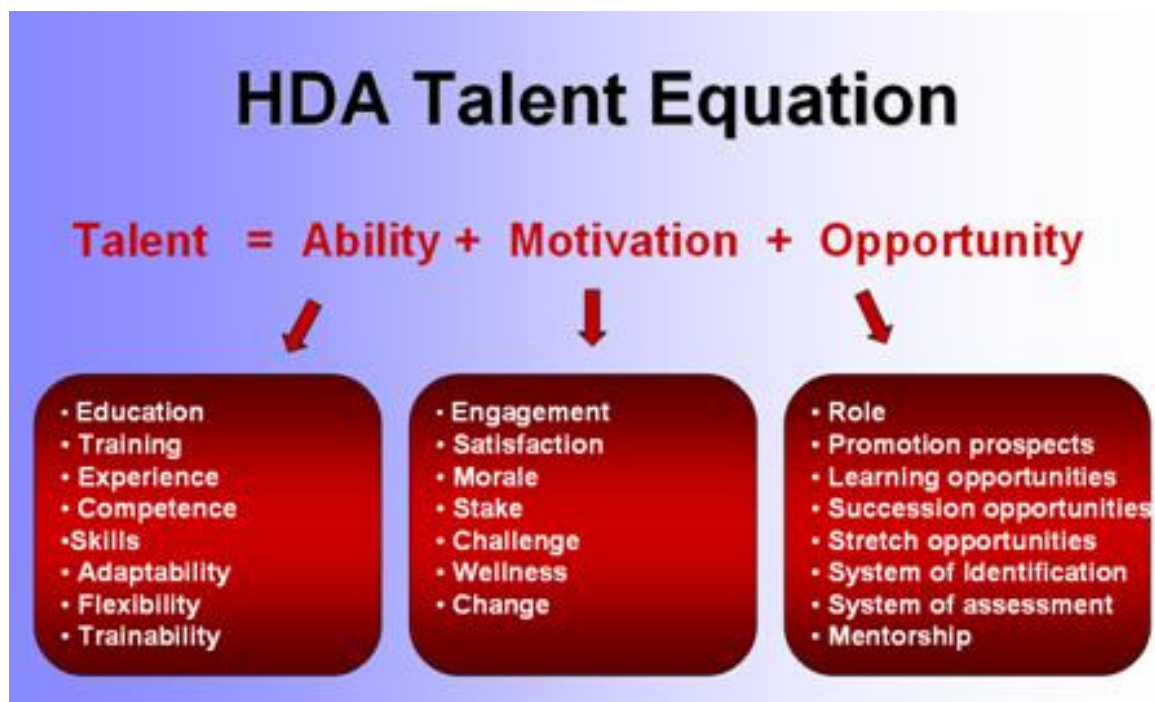 HDA Talent Equation
Talent = Ability + Motivation + Opportunity
• Education
• Training
• Experience
• Competence
•Skills
• Adaptability
• Flexibility
• Trainability
• Engagement
• Satisfaction
• Morale
• Stake
• Challenge
• Wellness
• Change
• Role
• Promotion prospects
• Learning opportunities
• Succession opportunities
• Stretch opportunities
• System of Identification
• System of assessment
• Mentorship